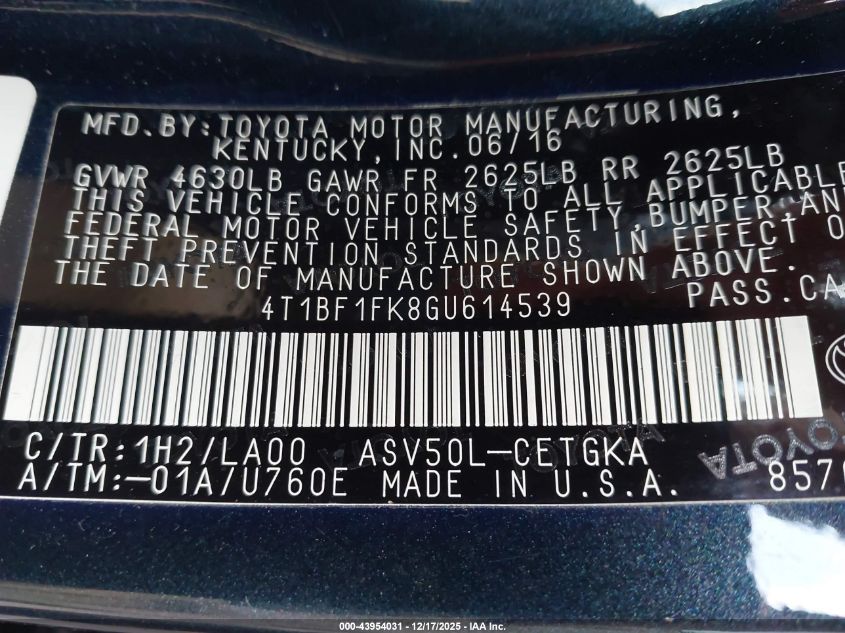 MFD.BY:TOYOTA MOTOR MANUFACTURING,
KENTUCKY,INC.06/16
GVWR 4630LB GAWR FR 2625LB RR 2625LB
THIS VEHICLE CONFORMS TO ALL APPLICABLE
FEDERAL MOTOR VEHICLE SAFETY,BUMPER,AN
THEFT PREVENTION STANDARDS IN EFFECT O
THE DATE OF MANUFACTURE SHOWN ABOVE.
4T1BF1FK8GU614539 PASS.CA
C/TR:1H2/LA00 ASV50L-CETGKA
A/TM:-01A/U760E MADE IN U.S.A. 857
TOYOTA
000-43954031 - 12/17/2025 - IAA Inc.